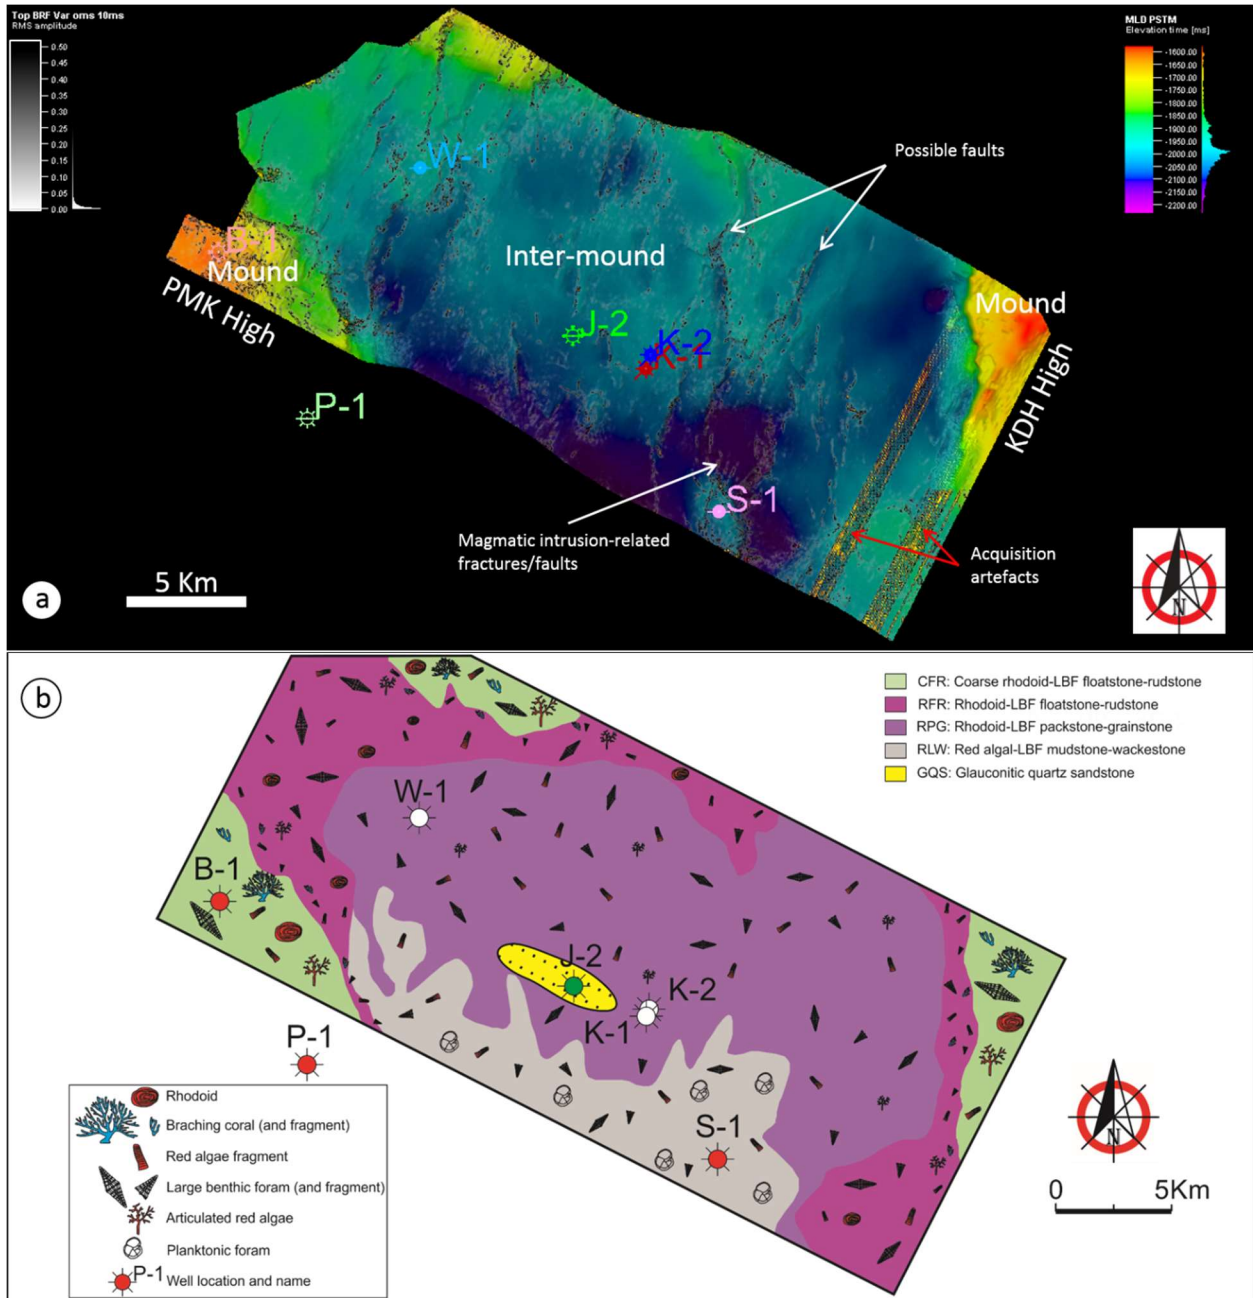 Top BRF Var oms 10ms
RMS amplitude
0.50
0.45
0.40
0.35
0.30
0.25
0.20
0.15
0.10
0.05
0.00
MLB PSTM
Elevation time [ms]
-1600.00
-1650.00
-1700.00
-1750.00
-1800.00
-1850.00
-1900.00
-1950.00
-2000.00
-2050.00
-2100.00
-2150.00
-2200.00
Possible faults
W-1
B-1
Mound
PMK High
Inter-mound
Mound
KDH High
J-2
K-2
K-1
P-1
S-1
Magmatic intrusion-related
fractures/faults
Acquisition
artefacts
5 Km
a
N
b
CFR: Coarse rhodoid-LBF floatstone-rudstone
RFR: Rhodoid-LBF floatstone-rudstone
RPG: Rhodoid-LBF packstone-grainstone
RLW: Red algal-LBF mudstone-wackestone
GQS: Glauconitic quartz sandstone
W-1
B-1
J-2
K-2
K-1
P-1
S-1
Rhodoid
Braching coral (and fragment)
Red algae fragment
Large benthic foram (and fragment)
Articulated red algae
Planktonic foram
P-1 Well location and name
N
0 5Km